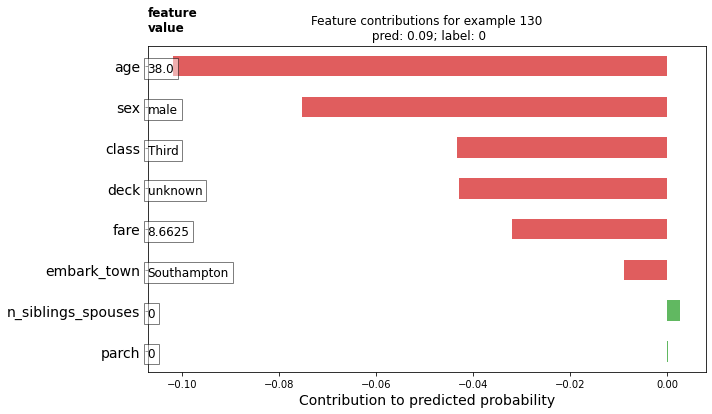 feature
value
Feature contributions for example 130
pred: 0.09; label: 0
age 38.0
sex male
class Third
deck unknown
fare 8.6625
embark_town Southampton
n_siblings_spouses 0
parch 0
−0.10 −0.08 −0.06 −0.04 −0.02 0.00
Contribution to predicted probability